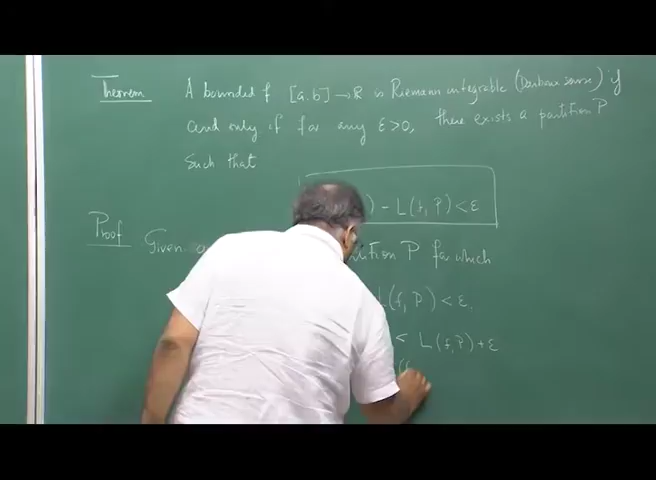 Theorem A bounded f [a.b] → R is Riemann integrable (Darboux sense) if
and only if for any ε > 0, there exists a partition P
such that
) - L(f, P) < ε
Proof Given P for which
L(f, P) < ε.
< L(f, P) + ε